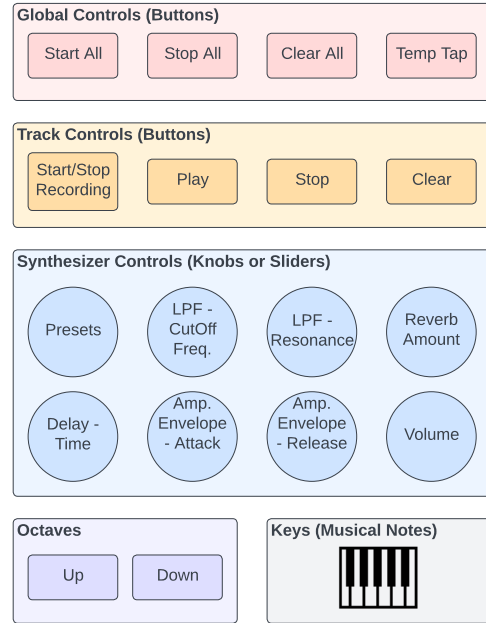 Global Controls (Buttons)
Start All
Stop All
Clear All
Temp Tap
Track Controls (Buttons)
Start/Stop
Recording
Play
Stop
Clear
Synthesizer Controls (Knobs or Sliders)
Presets
LPF -
CutOff
Freq.
LPF -
Resonance
Reverb
Amount
Delay -
Time
Amp.
Envelope
- Attack
Amp.
Envelope
- Release
Volume
Octaves
Up
Down
Keys (Musical Notes)